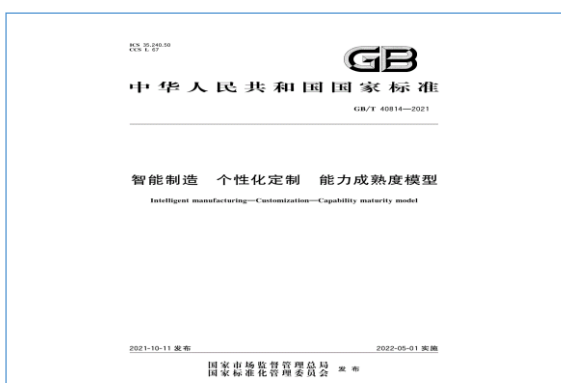 ICS 35.240.50
CCS L 67
GB
中华人民共和国国家标准
GB/T 40814—2021
智能制造 个性化定制 能力成熟度模型
Intelligent manufacturing—Customization—Capability maturity model
2021-10-11 发布
2022-05-01 实施
国家市场监督管理总局
国家标准化管理委员会
发布